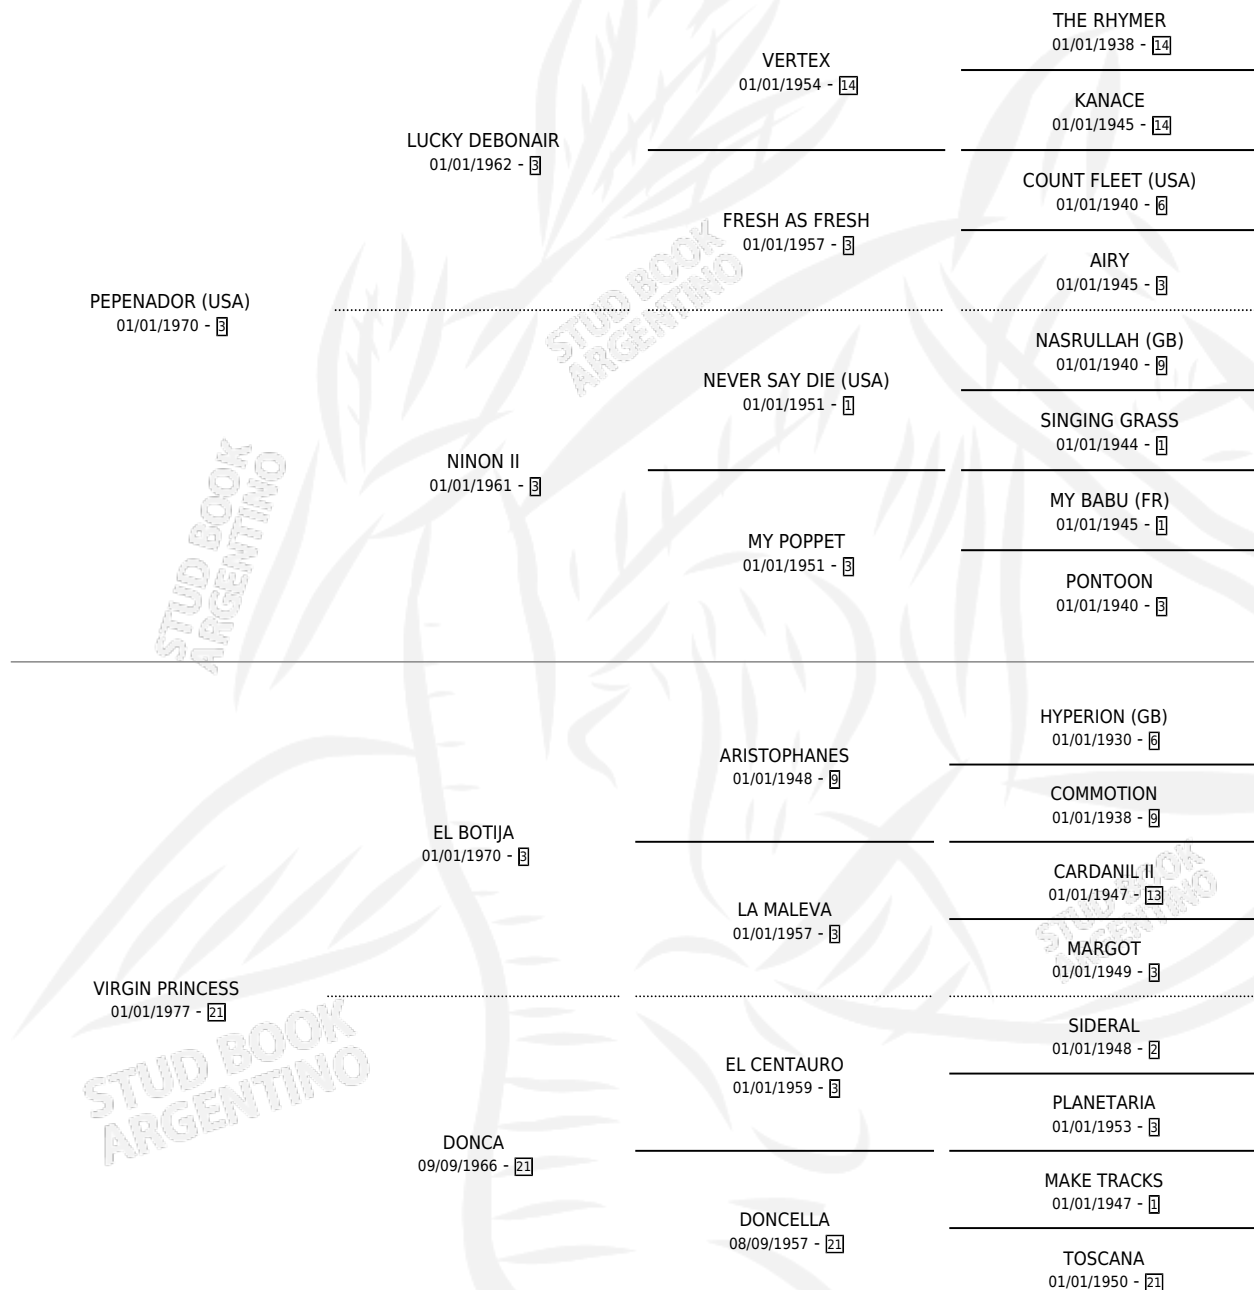 THE RHYMER
01/01/1938 - 14
VERTEX
01/01/1954 - 14
KANACE
01/01/1945 - 14
LUCKY DEBONAIR
01/01/1962 - 3
COUNT FLEET (USA)
01/01/1940 - 6
FRESH AS FRESH
01/01/1957 - 3
AIRY
01/01/1945 - 3
PEPENADOR (USA)
01/01/1970 - 3
STUD BOOK
ARGENTINO
NASRULLAH (GB)
01/01/1940 - 9
NEVER SAY DIE (USA)
01/01/1951 - 1
SINGING GRASS
01/01/1944 - 1
NINON II
01/01/1961 - 3
MY BABU (FR)
01/01/1945 - 1
MY POPPET
01/01/1951 - 3
PONTOON
01/01/1940 - 3
STUD BOOK
ARGENTINO
HYPERION (GB)
01/01/1930 - 6
ARISTOPHANES
01/01/1948 - 9
COMMOTION
01/01/1938 - 9
EL BOTIJA
01/01/1970 - 3
CARDANIL II
01/01/1947 - 13
STUD BOOK
ARGENTINO
LA MALEVA
01/01/1957 - 3
MARGOT
01/01/1949 - 3
VIRGIN PRINCESS
01/01/1977 - 21
SIDERAL
01/01/1948 - 2
EL CENTAURO
01/01/1959 - 3
STUD BOOK
ARGENTINO
PLANETARIA
01/01/1953 - 3
DONCA
09/09/1966 - 21
MAKE TRACKS
01/01/1947 - 1
DONCELLA
08/09/1957 - 21
TOSCANA
01/01/1950 - 21